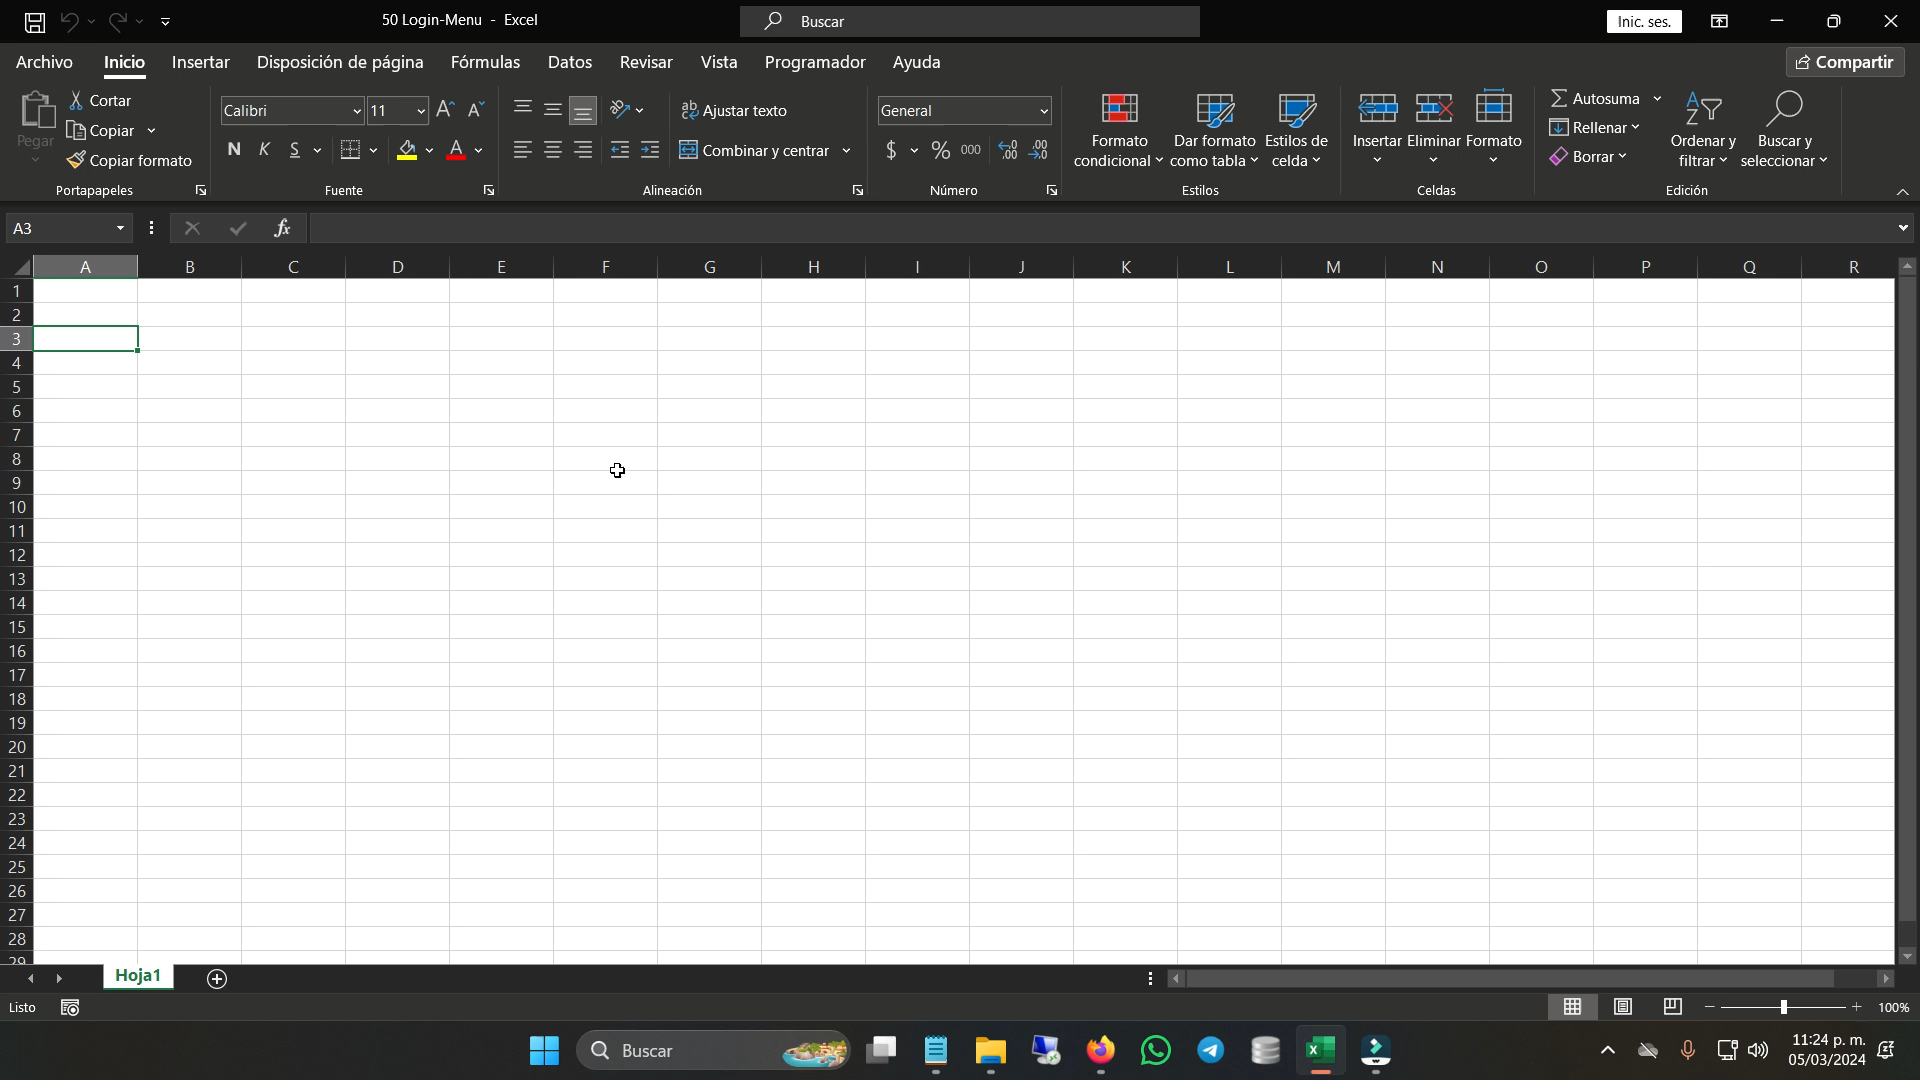 50 Login-Menu - Excel
Buscar
Inic. ses.
Archivo Inicio Insertar Disposición de página Fórmulas Datos Revisar Vista Programador Ayuda
Compartir
Pegar
Cortar
Copiar
Copiar formato
Portapapeles
Calibri 11
N K S A
Fuente
Ajustar texto
Combinar y centrar
Alineación
General
$ % 000
Número
Formato condicional
Dar formato como tabla
Estilos de celda
Estilos
Insertar Eliminar Formato
Celdas
Autosuma
Rellenar
Borrar
Ordenar y filtrar
Buscar y seleccionar
Edición
A3
fx
A B C D E F G H I J K L M N O P Q R
1
2
3
4
5
6
7
8
9
10
11
12
13
14
15
16
17
18
19
20
21
22
23
24
25
26
27
28
29
Hoja1
Listo
100%
Buscar
11:24 p. m.
05/03/2024